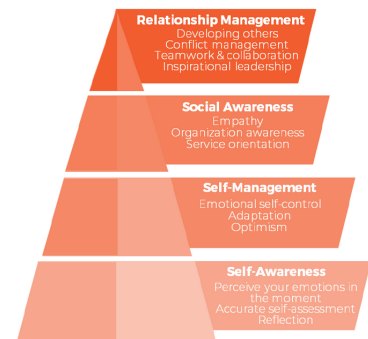 Relationship Management
Developing others
Conflict management
Teamwork & collaboration
Inspirational leadership
Social Awareness
Empathy
Organization awareness
Service orientation
Self-Management
Emotional self-control
Adaptation
Optimism
Self-Awareness
Perceive your emotions in
the moment
Accurate self-assessment
Reflection